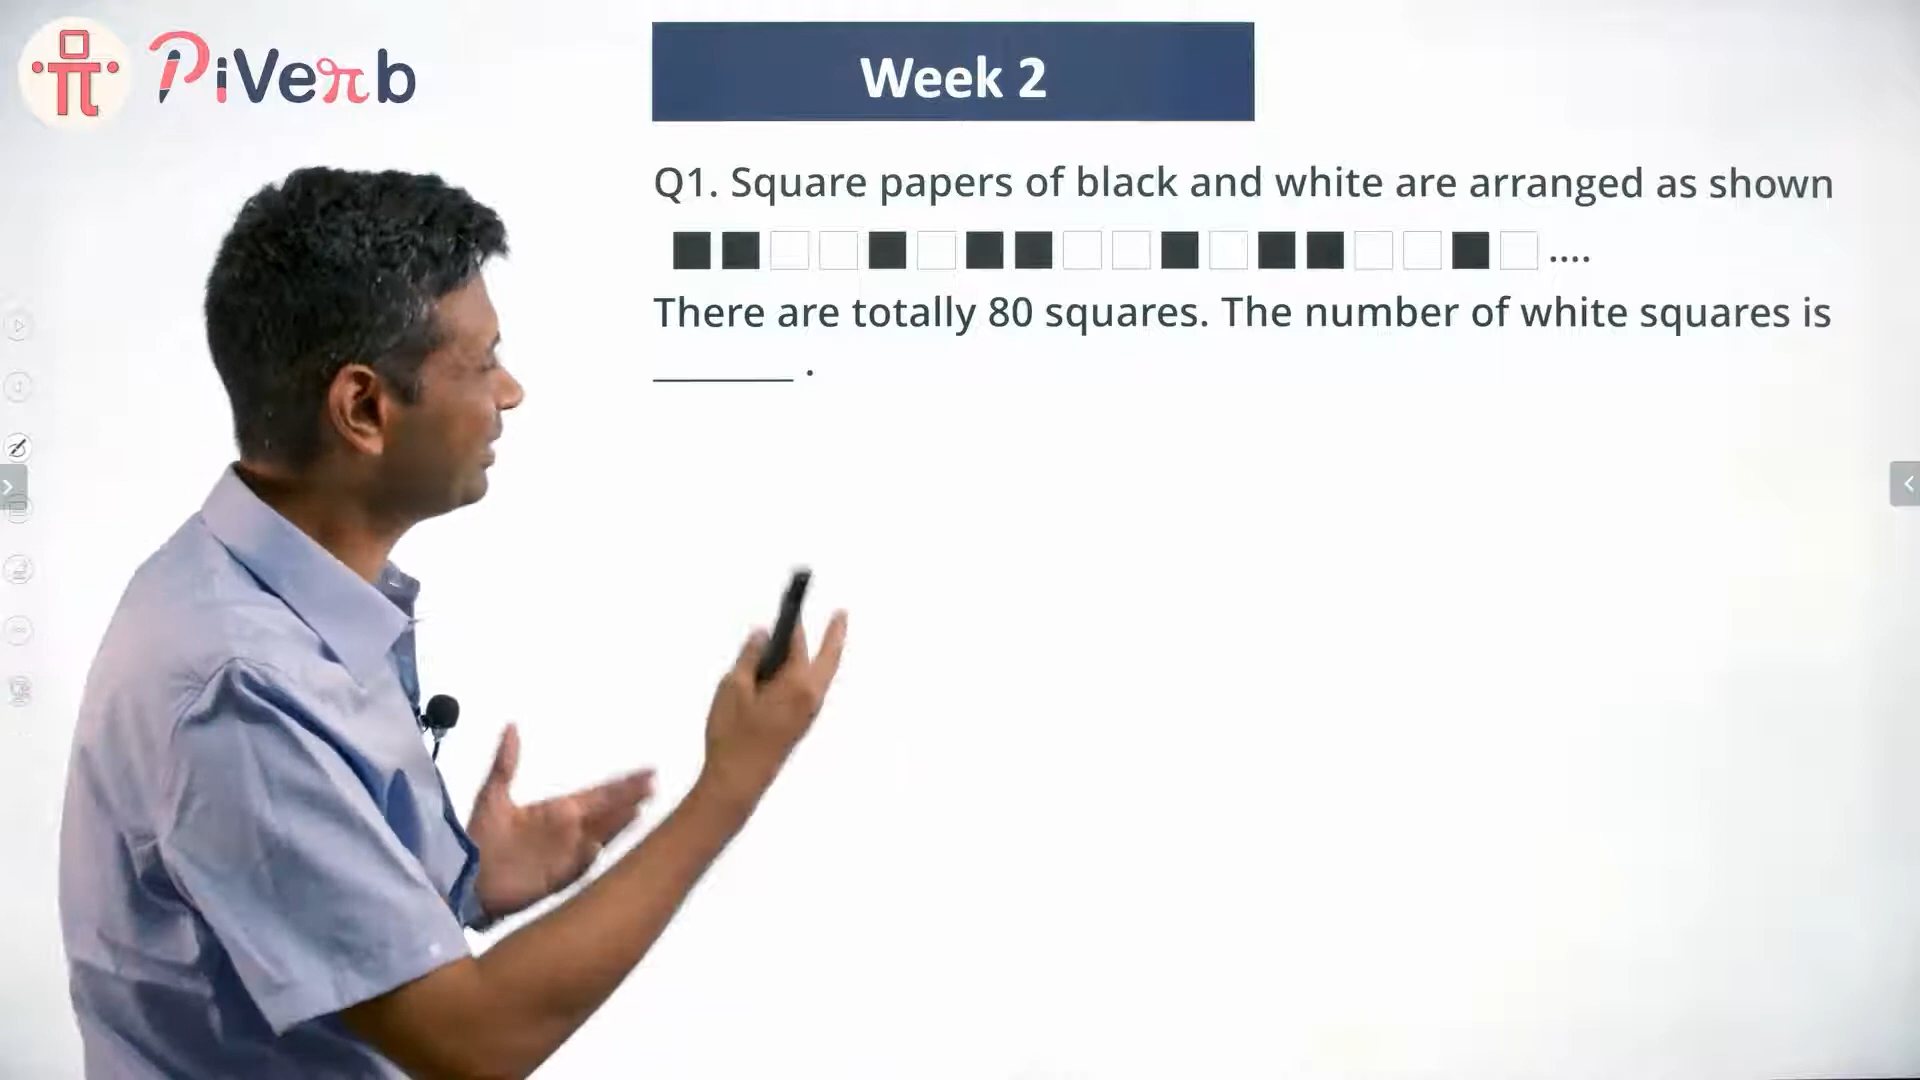 PiVerb
Week 2
Q1. Square papers of black and white are arranged as shown
....
There are totally 80 squares. The number of white squares is
_______ .